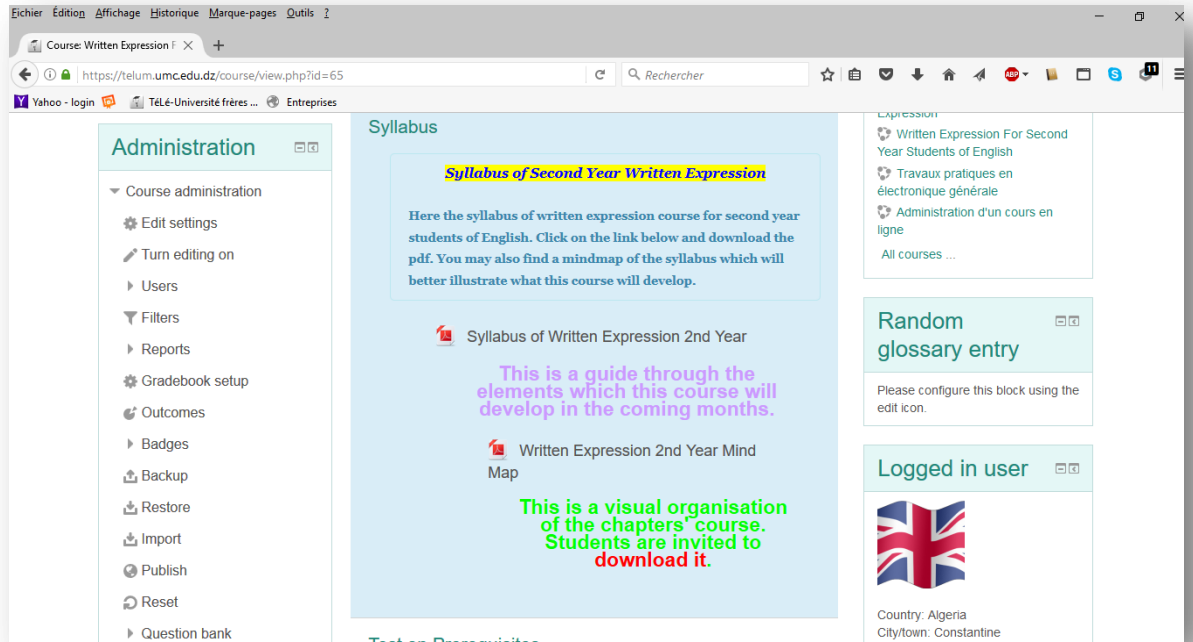 Fichier Édition Affichage Historique Marque-pages Outils ?
Course: Written Expression F
https://telum.umc.edu.dz/course/view.php?id=65
Rechercher
ABP
11
Yahoo - login
TéLé-Université frères ...
Entreprises
Administration
Course administration
Edit settings
Turn editing on
Users
Filters
Reports
Gradebook setup
Outcomes
Badges
Backup
Restore
Import
Publish
Reset
Question bank
Syllabus
Syllabus of Second Year Written Expression
Here the syllabus of written expression course for second year
students of English. Click on the link below and download the
pdf. You may also find a mindmap of the syllabus which will
better illustrate what this course will develop.
Syllabus of Written Expression 2nd Year
This is a guide through the
elements which this course will
develop in the coming months.
Written Expression 2nd Year Mind
Map
This is a visual organisation
of the chapters' course.
Students are invited to
download it.
Test on Prerequisites
Expression
Written Expression For Second
Year Students of English
Travaux pratiques en
électronique générale
Administration d'un cours en
ligne
All courses ...
Random
glossary entry
Please configure this block using the
edit icon.
Logged in user
Country: Algeria
City/town: Constantine